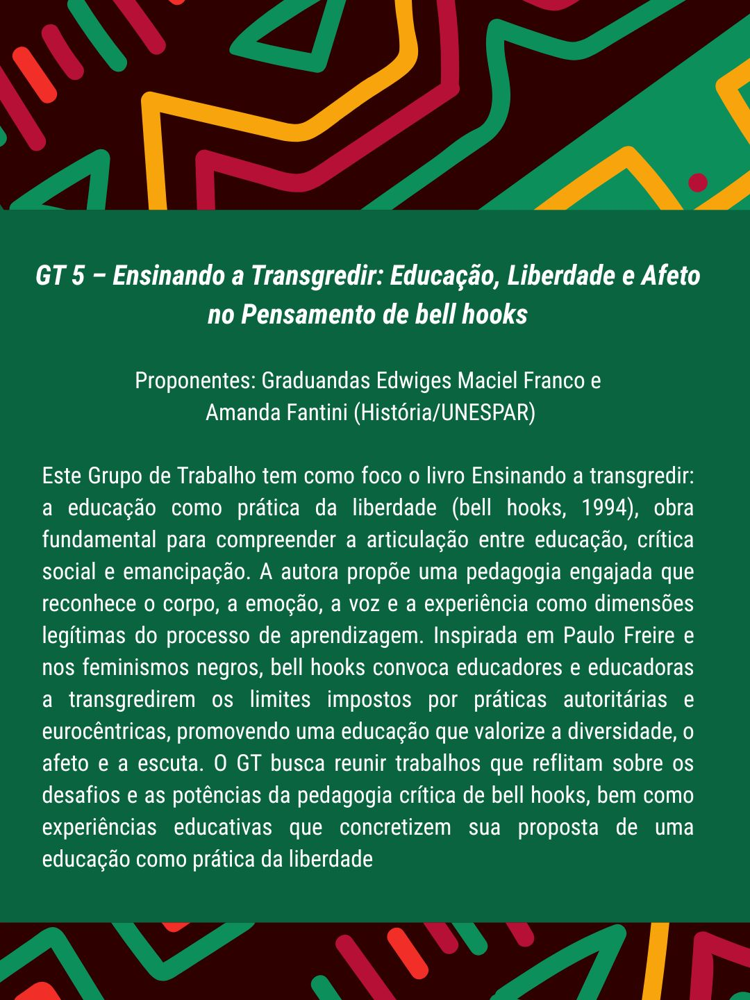 GT 5 – Ensinando a Transgredir: Educação, Liberdade e Afeto
no Pensamento de bell hooks
Proponentes: Graduandas Edwiges Maciel Franco e
Amanda Fantini (História/UNESPAR)
Este Grupo de Trabalho tem como foco o livro Ensinando a transgredir:
a educação como prática da liberdade (bell hooks, 1994), obra
fundamental para compreender a articulação entre educação, crítica
social e emancipação. A autora propõe uma pedagogia engajada que
reconhece o corpo, a emoção, a voz e a experiência como dimensões
legítimas do processo de aprendizagem. Inspirada em Paulo Freire e
nos feminismos negros, bell hooks convoca educadores e educadoras
a transgredirem os limites impostos por práticas autoritárias e
eurocêntricas, promovendo uma educação que valorize a diversidade, o
afeto e a escuta. O GT busca reunir trabalhos que reflitam sobre os
desafios e as potências da pedagogia crítica de bell hooks, bem como
experiências educativas que concretizem sua proposta de uma
educação como prática da liberdade